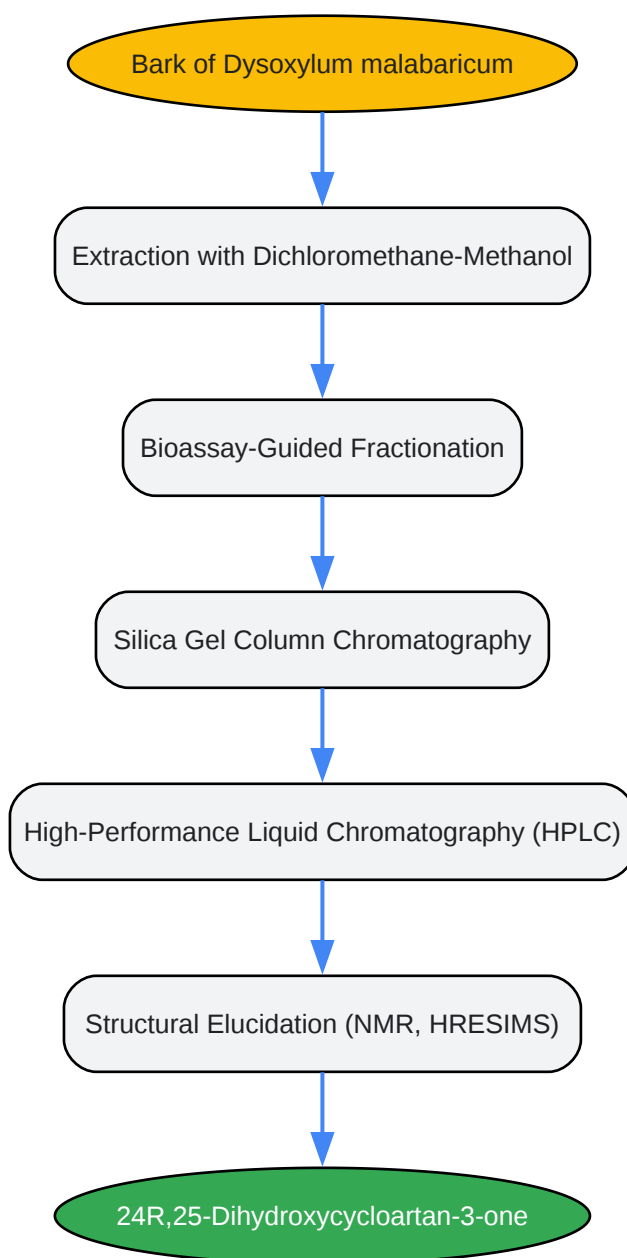 Bark of Dysoxylum malabaricum
Extraction with Dichloromethane-Methanol
Bioassay-Guided Fractionation
Silica Gel Column Chromatography
High-Performance Liquid Chromatography (HPLC)
Structural Elucidation (NMR, HRESIMS)
24R,25-Dihydroxycycloartan-3-one